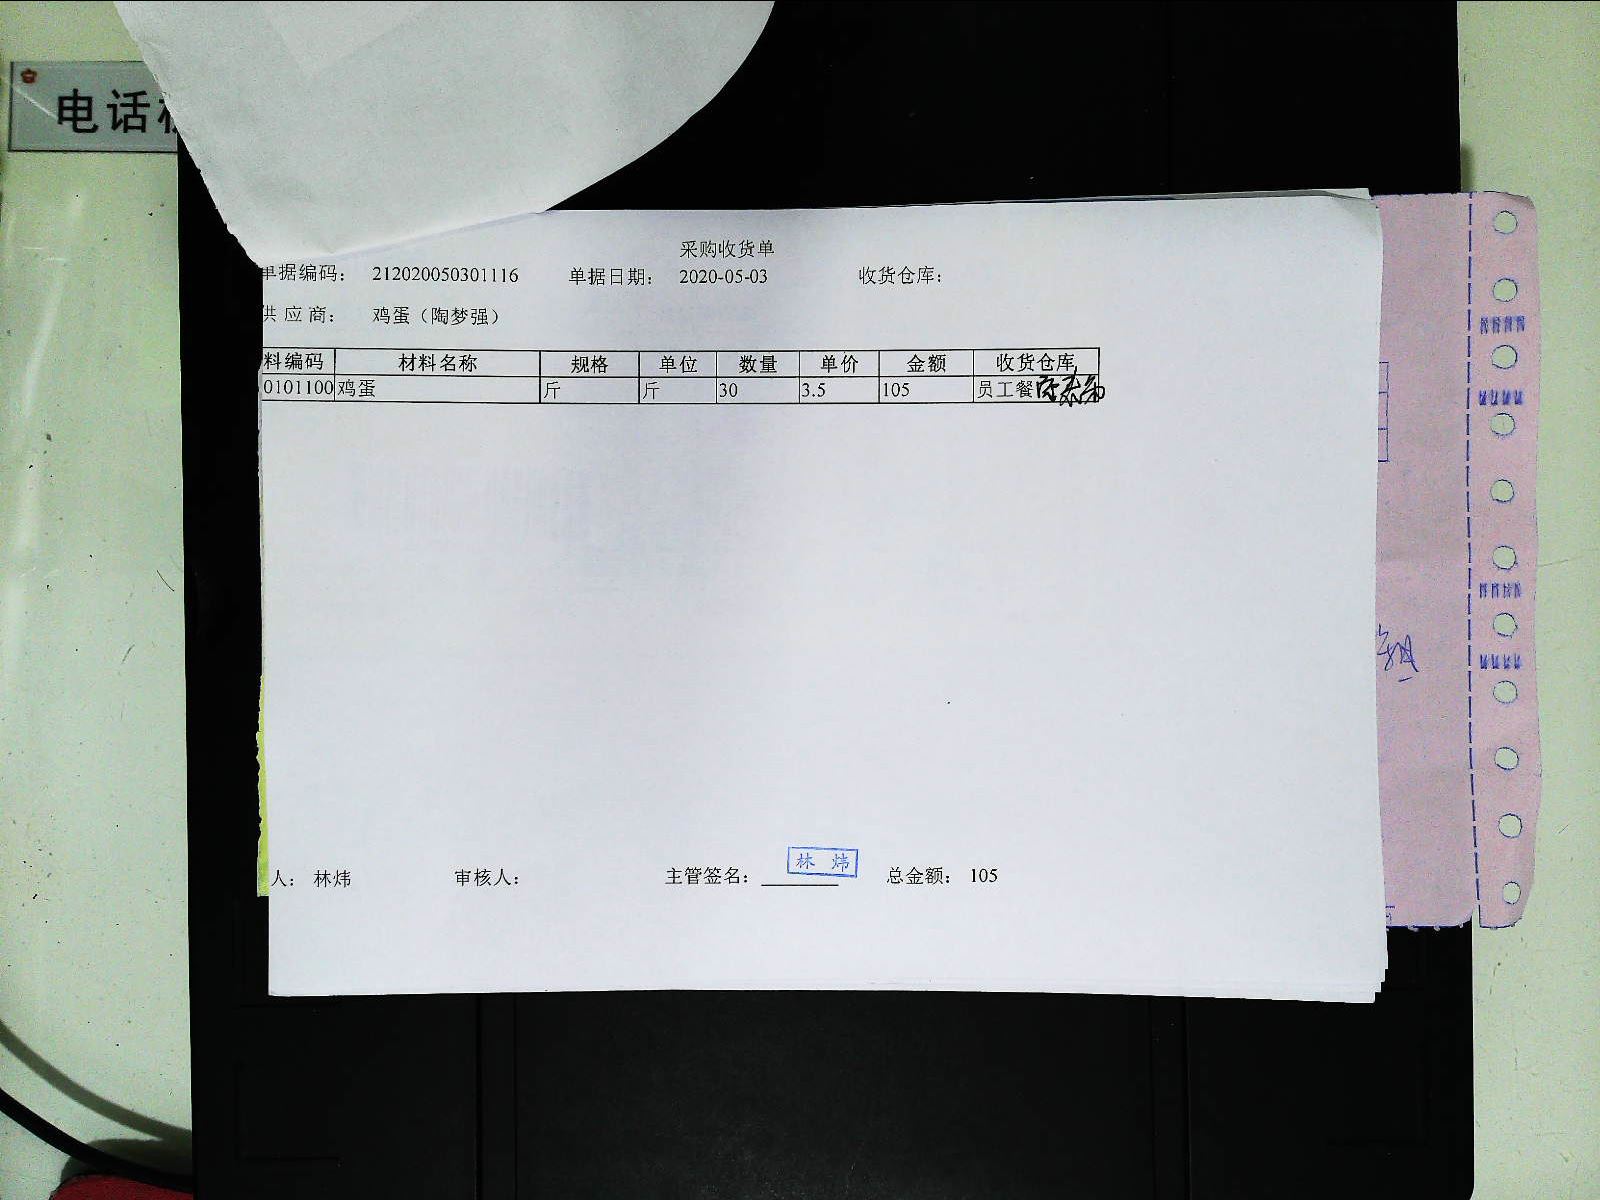 电话
采购收货单
单据编码： 212020050301116 单据日期： 2020-05-03 收货仓库：
供应商： 鸡蛋（陶梦强）
料编码 材料名称 规格 单位 数量 单价 金额 收货仓库
0101100 鸡蛋 斤 斤 30 3.5 105 员工餐
林 炜
人： 林炜 审核人： 主管签名： 总金额： 105